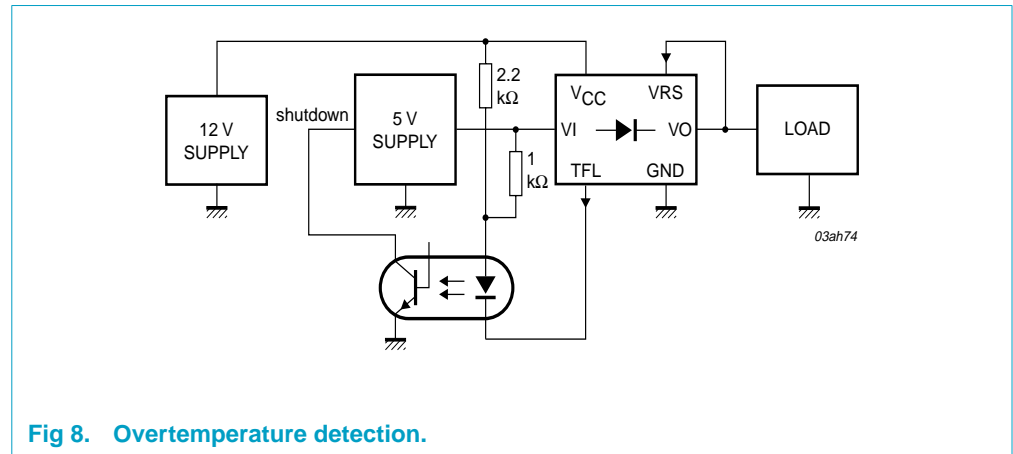 2.2
kΩ
shutdown
12 V
SUPPLY
5 V
SUPPLY
1
kΩ
VCC
VRS
VI
VO
TFL
GND
LOAD
03ah74
Fig 8. Overtemperature detection.